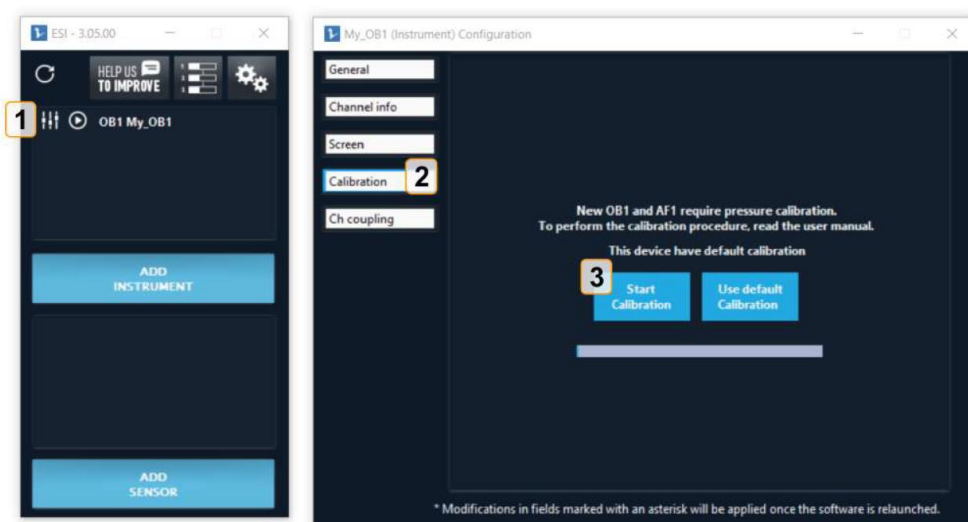 ESI - 3.05.00
HELP US
TO IMPROVE
1
OB1 My_OB1
ADD
INSTRUMENT
ADD
SENSOR
My_OB1 (Instrument) Configuration
General
Channel info
Screen
Calibration
2
Ch coupling
New OB1 and AF1 require pressure calibration.
To perform the calibration procedure, read the user manual.
This device have default calibration
3
Start
Calibration
Use default
Calibration
* Modifications in fields marked with an asterisk will be applied once the software is relaunched.